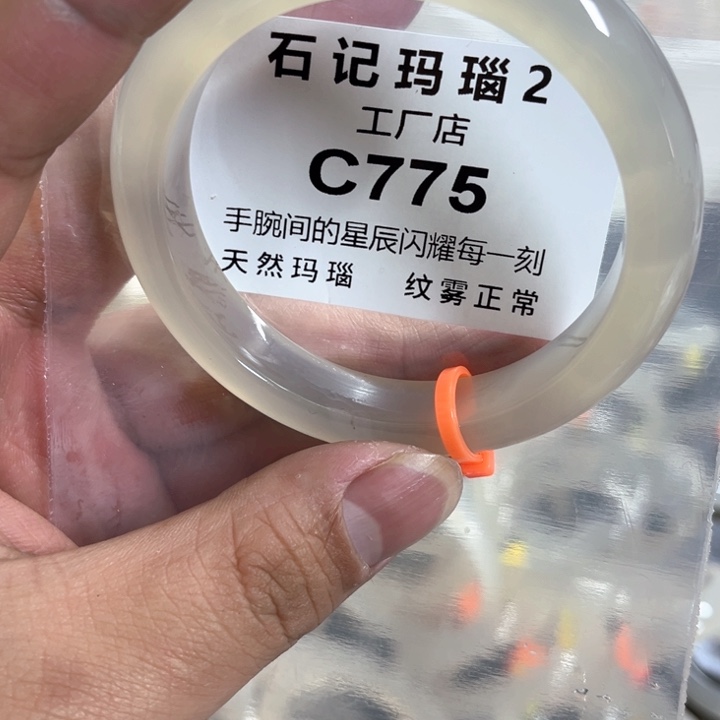 石记玛瑙2
工厂店
C775
手腕间的星辰闪耀每一刻
天然玛瑙 纹雾正常